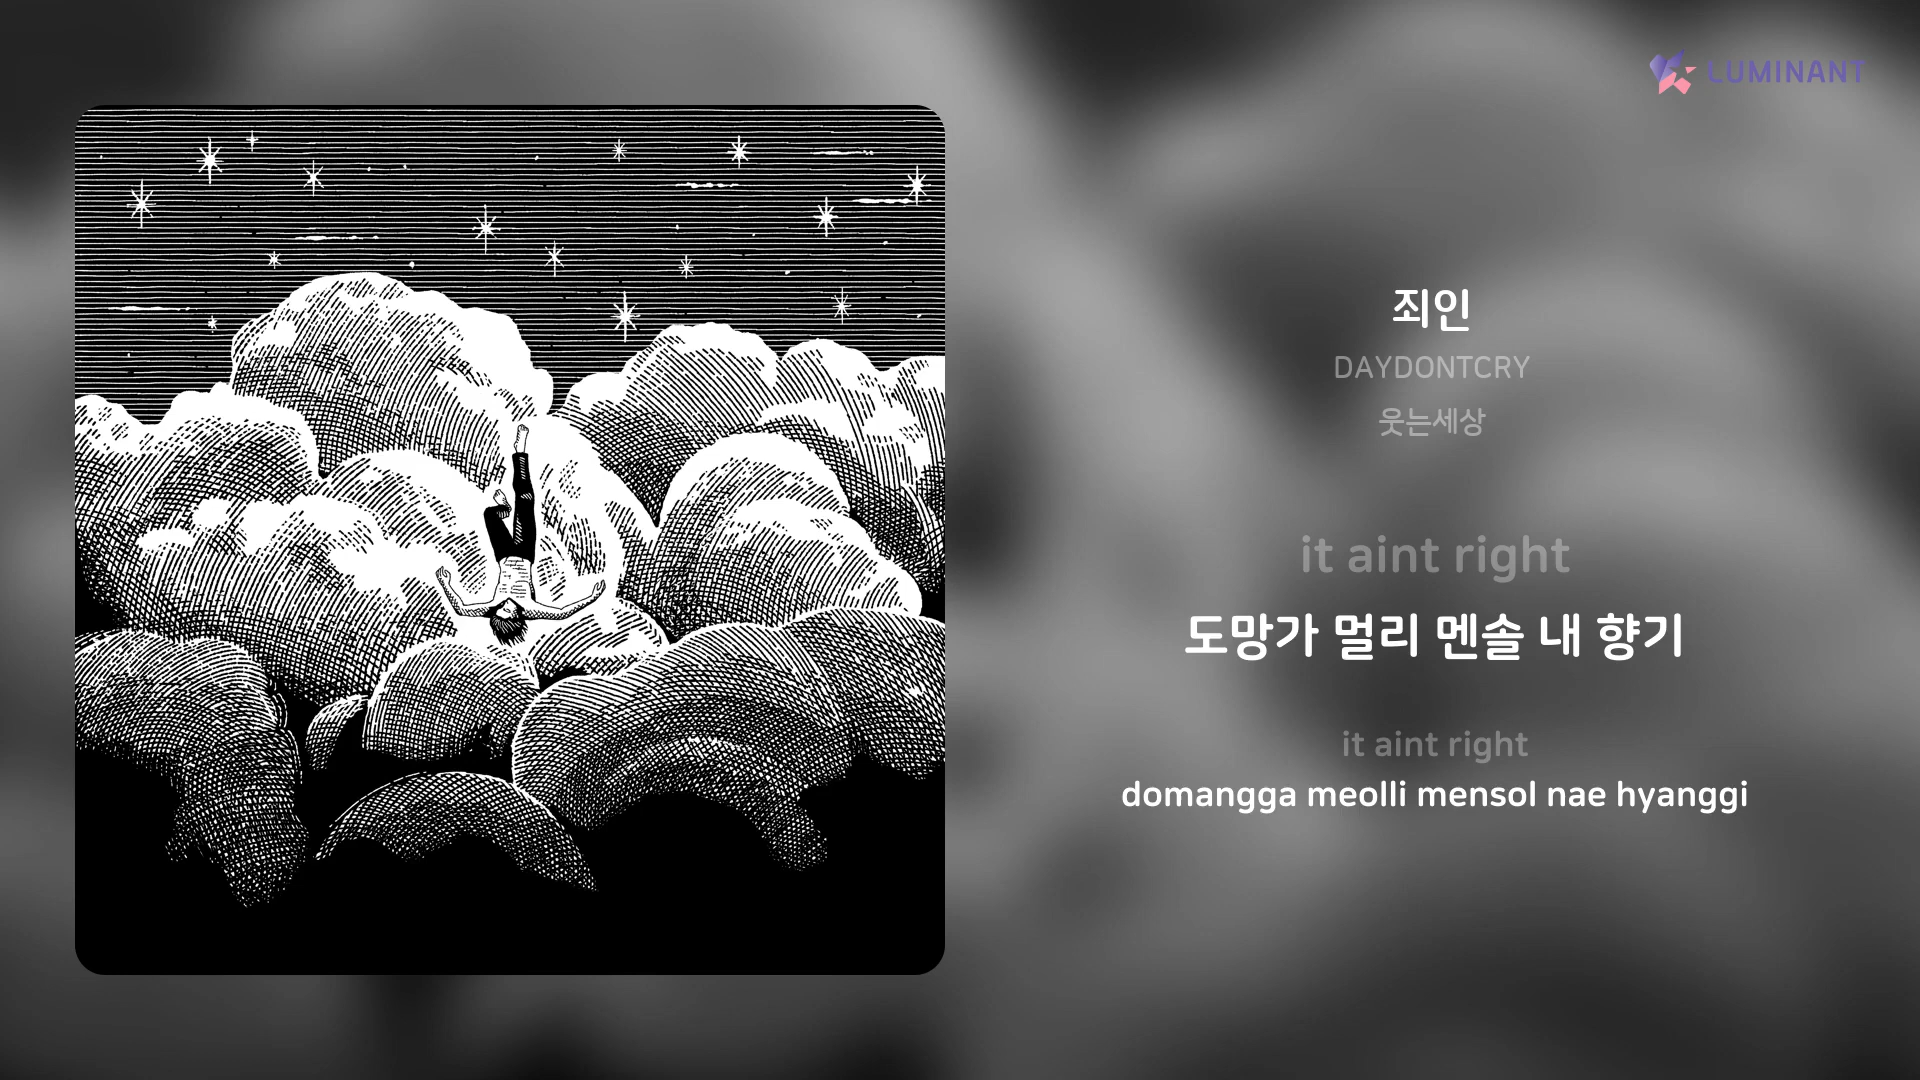 LUMINANT
죄인
DAYDONTCRY
웃는세상
it aint right
도망가 멀리 멘솔 내 향기
it aint right
domangga meolli mensol nae hyanggi